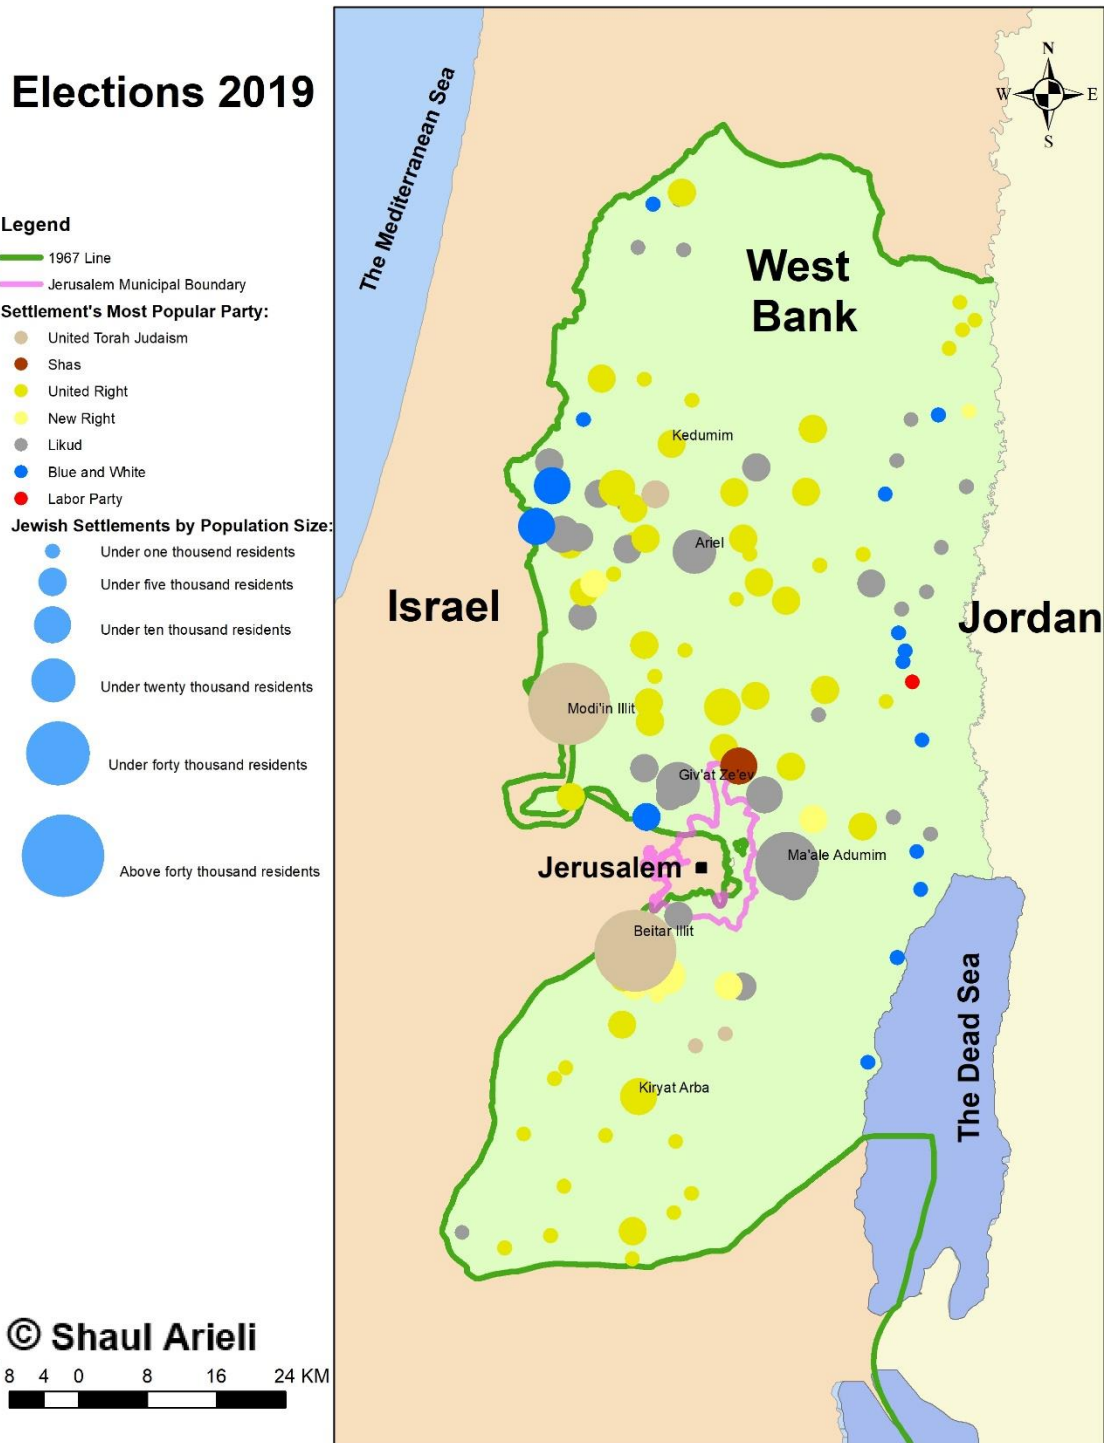 Elections 2019
Legend
1967 Line
Jerusalem Municipal Boundary
Settlement's Most Popular Party:
United Torah Judaism
Shas
United Right
New Right
Likud
Blue and White
Labor Party
Jewish Settlements by Population Size:
Under one thousend residents
Under five thousand residents
Under ten thousand residents
Under twenty thousand residents
Under forty thousand residents
Above forty thousand residents
© Shaul Arieli
8 4 0 8 16 24 KM
The Mediterranean Sea
N
W E
S
West
Bank
Kedumim
Ariel
Israel
Jordan
Modi'in Illit
Giv'at Ze'ev
Ma'ale Adumim
Jerusalem
Beitar Illit
The Dead Sea
Kiryat Arba